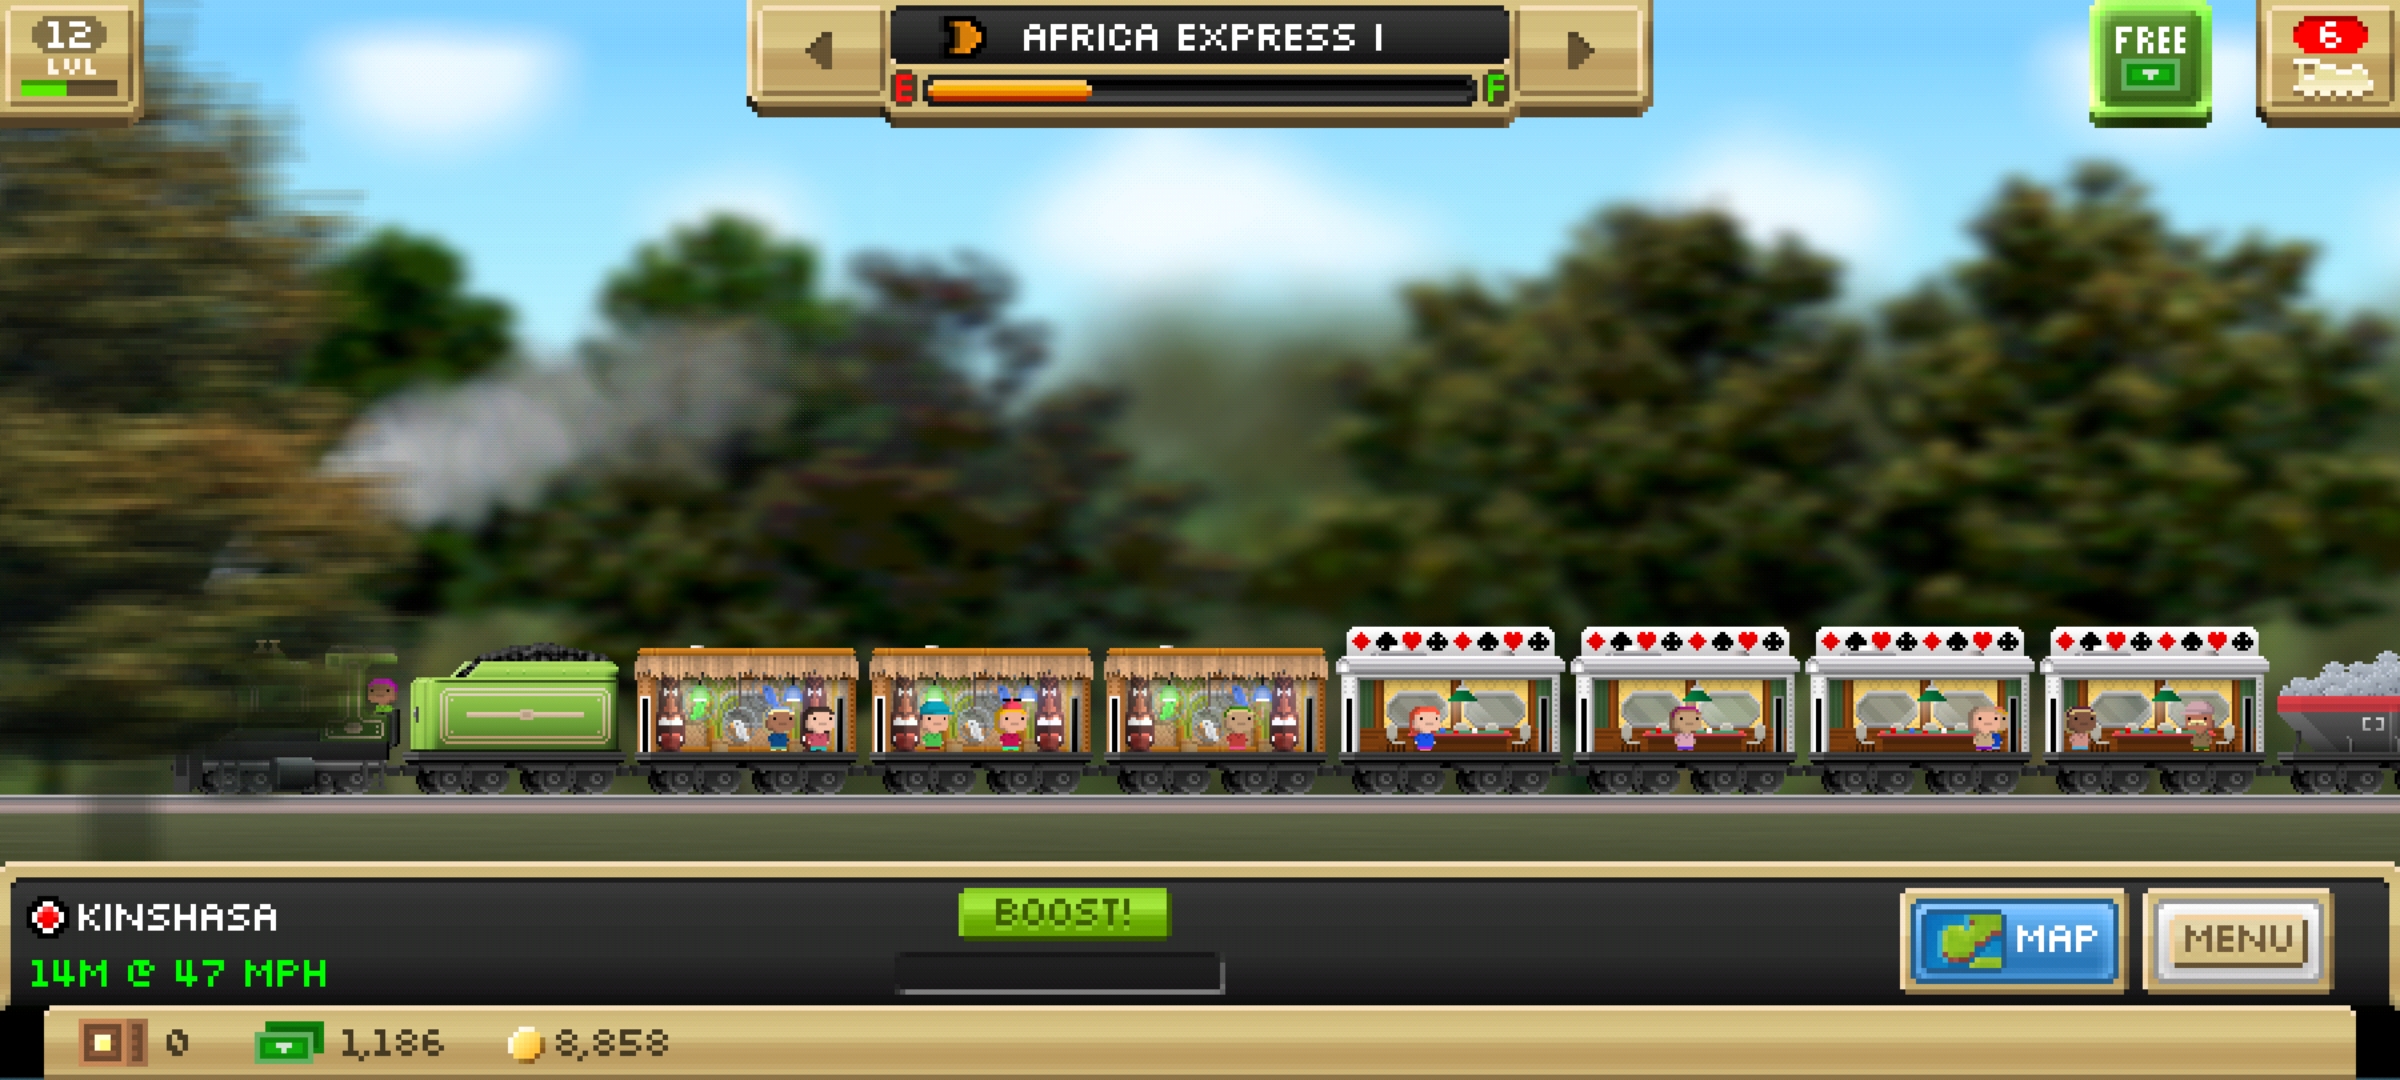 12
LVL
AFRICA EXPRESS I
E
F
FREE
6
KINSHASA
14M @ 47 MPH
BOOST!
MAP
MENU
0
1,186
8,858